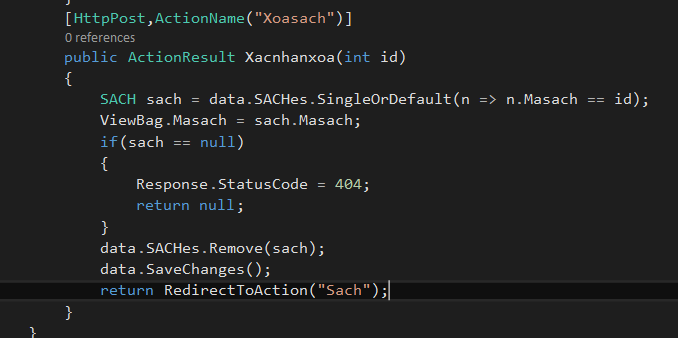 }
[HttpPost,ActionName("Xoasach")]
0 references
public ActionResult Xacnhanxoa(int id)
{
SACH sach = data.SACHes.SingleOrDefault(n => n.Masach == id);
ViewBag.Masach = sach.Masach;
if(sach == null)
{
Response.StatusCode = 404;
return null;
}
data.SACHes.Remove(sach);
data.SaveChanges();
return RedirectToAction("Sach");
}
}